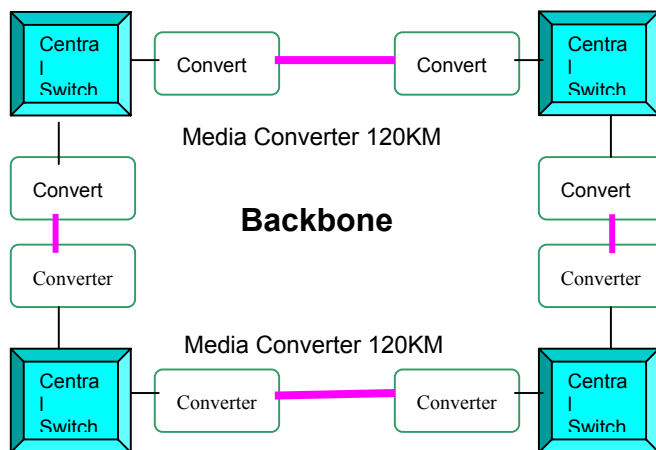 Centra
l
Switch
Convert
Convert
Centra
l
Switch
Media Converter 120KM
Convert
Convert
Backbone
Converter
Converter
Media Converter 120KM
Centra
l
Switch
Converter
Converter
Centra
l
Switch